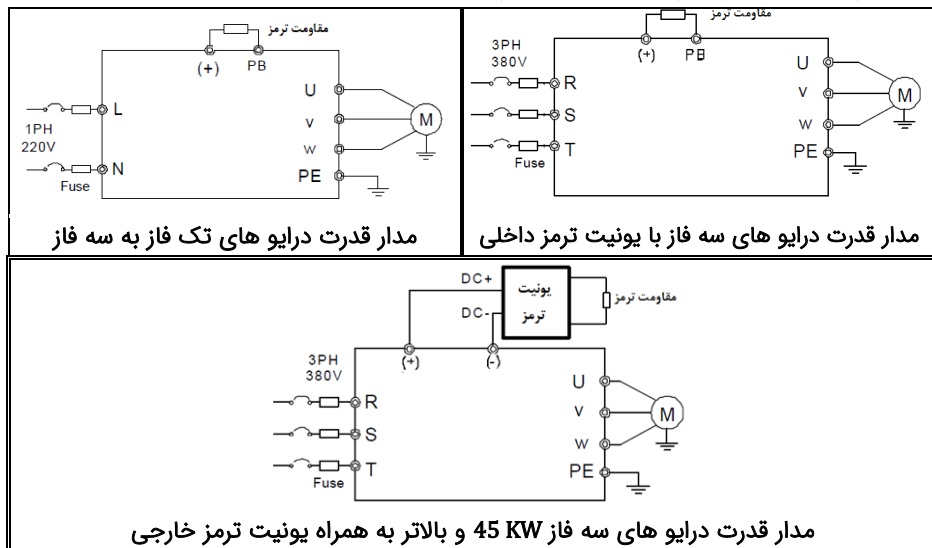 مقاومت ترمز
(+) PB
L
1PH
220V
N
Fuse
U
V
W
PE
M
مدار قدرت درایو های تک فاز به سه فاز
مقاومت ترمز
(+) PB
3PH
380V
R
S
T
Fuse
U
V
W
PE
M
مدار قدرت درایو های سه فاز با یونیت ترمز داخلی
DC+
DC-
یونیت
ترمز
مقاومت ترمز
(+) (-)
3PH
380V
R
S
T
Fuse
U
V
W
PE
M
مدار قدرت درایو های سه فاز 45 KW و بالاتر به همراه یونیت ترمز خارجی